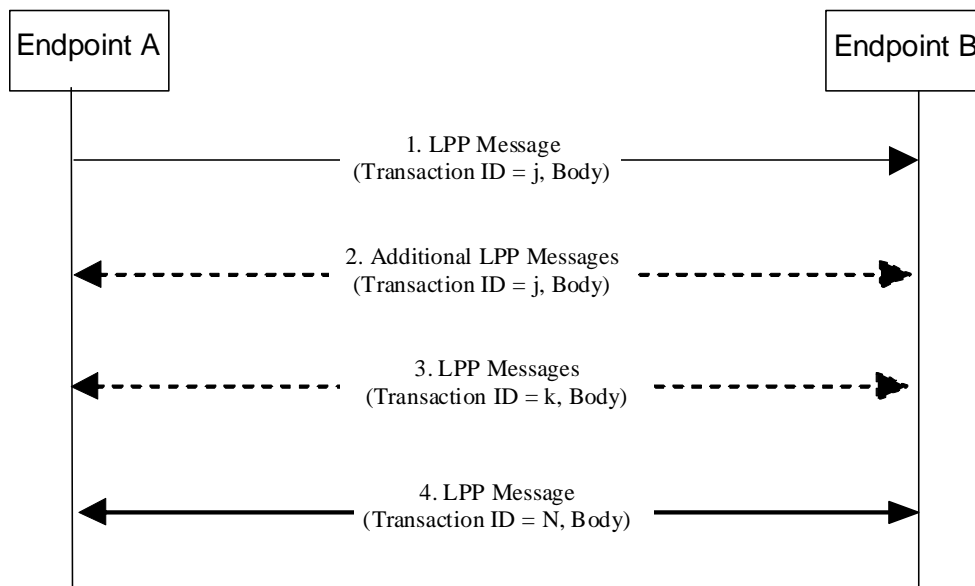 Endpoint A
Endpoint B
1. LPP Message
(Transaction ID = j, Body)
2. Additional LPP Messages
(Transaction ID = j, Body)
3. LPP Messages
(Transaction ID = k, Body)
4. LPP Message
(Transaction ID = N, Body)